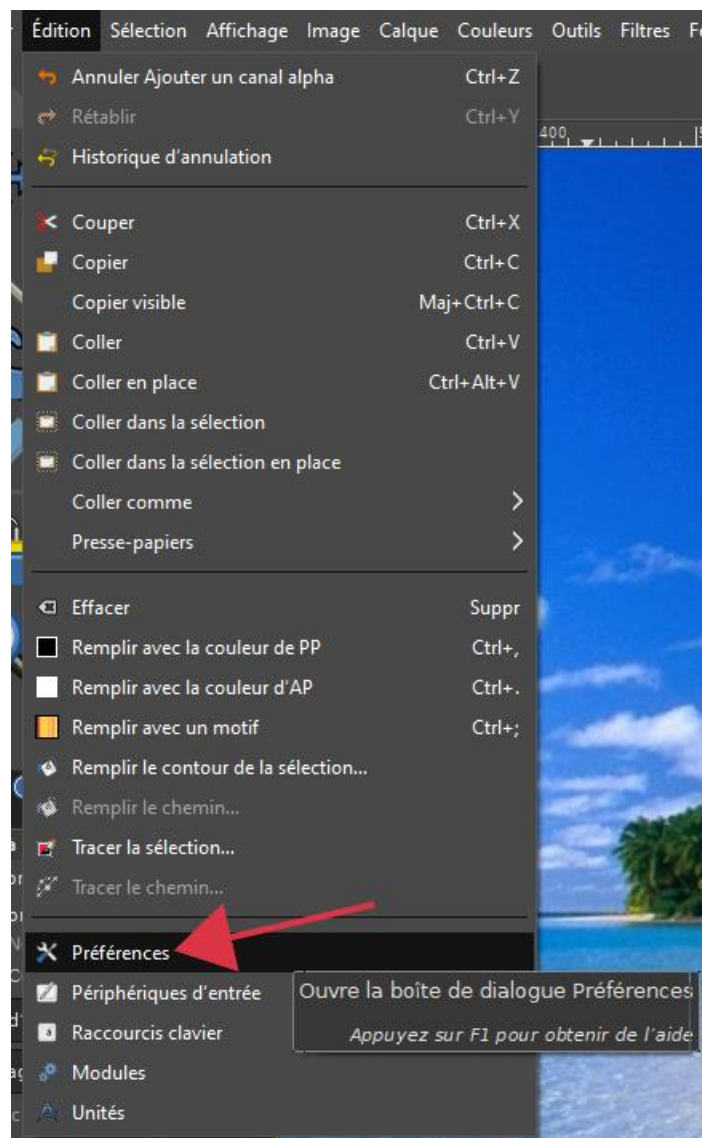 Édition Sélection Affichage Image Calque Couleurs Outils Filtres
Annuler Ajouter un canal alpha Ctrl+Z
Rétablir Ctrl+Y
Historique d'annulation
400
Couper Ctrl+X
Copier Ctrl+C
Copier visible Maj+Ctrl+C
Coller Ctrl+V
Coller en place Ctrl+Alt+V
Coller dans la sélection
Coller dans la sélection en place
Coller comme
Presse-papiers
Effacer Suppr
Remplir avec la couleur de PP Ctrl+,
Remplir avec la couleur d'AP Ctrl+.
Remplir avec un motif Ctrl+;
Remplir le contour de la sélection...
Remplir le chemin...
Tracer la sélection...
Tracer le chemin...
Préférences
Périphériques d'entrée
Ouvre la boîte de dialogue Préférences
Raccourcis clavier
Appuyez sur F1 pour obtenir de l'aide
Modules
Unités